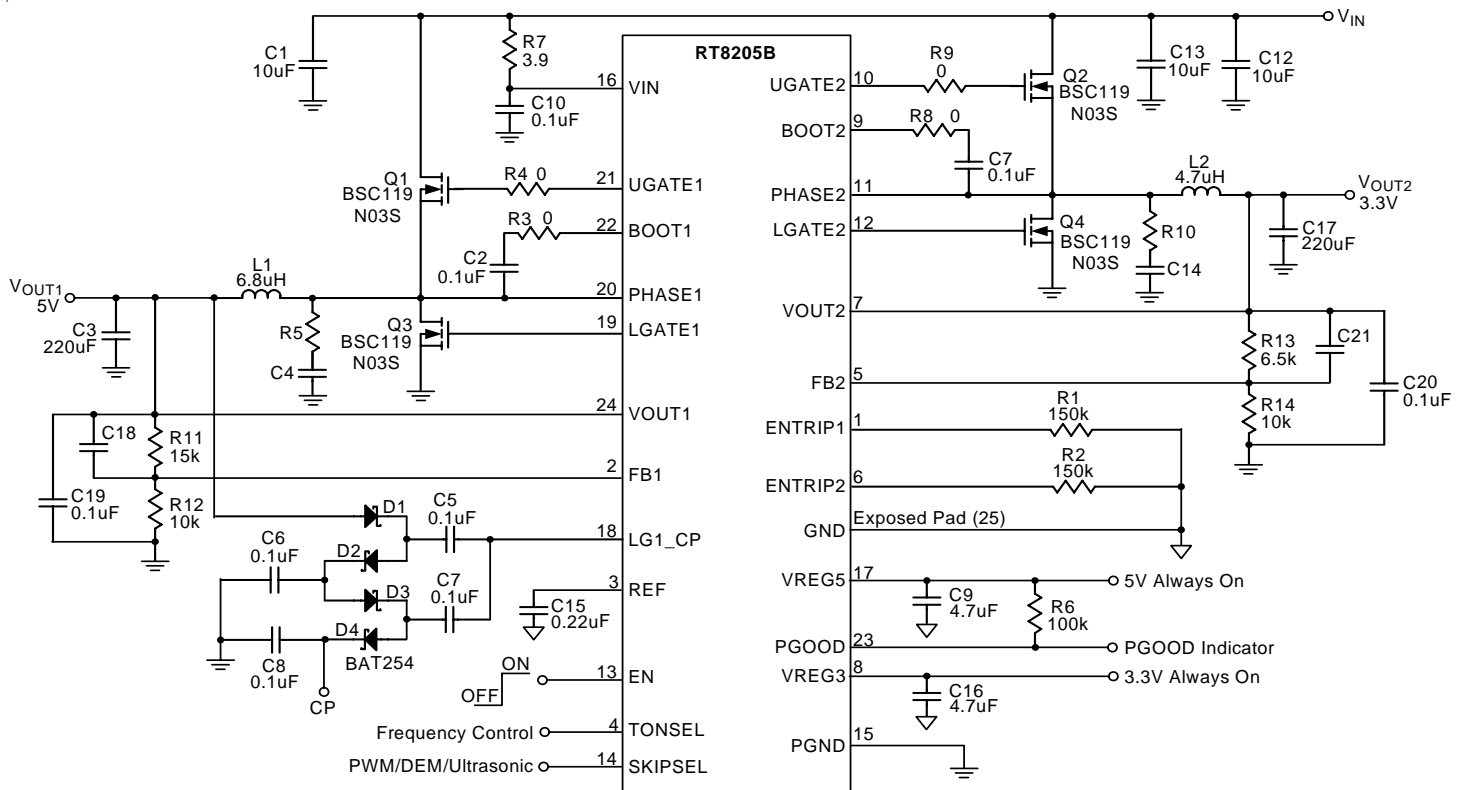 VIN
C1
10uF
R7
3.9
C10
0.1uF
16 VIN
RT8205B
UGATE2 10
R9
0
Q2
BSC119
N03S
C13
10uF
C12
10uF
BOOT2 9
R8 0
C7
0.1uF
Q1
BSC119
N03S
R4 0
21 UGATE1
PHASE2 11
L2
4.7uH
VOUT2
3.3V
R3 0
22 BOOT1
LGATE2 12
Q4
BSC119
N03S
R10
C14
C17
220uF
C2
0.1uF
VOUT1
5V
L1
6.8uH
20 PHASE1
C3
220uF
R5
C4
Q3
BSC119
N03S
19 LGATE1
VOUT2 7
R13
6.5k
C21
FB2 5
R14
10k
C20
0.1uF
24 VOUT1
C18
R11
15k
ENTRIP1 1
R1
150k
2 FB1
C19
0.1uF
R12
10k
ENTRIP2 6
R2
150k
D1
C5
0.1uF
GND Exposed Pad (25)
18 LG1_CP
C6
0.1uF
D2
D3
C7
0.1uF
D4
BAT254
C8
0.1uF
CP
3 REF
C15
0.22uF
VREG5 17
5V Always On
C9
4.7uF
R6
100k
PGOOD 23
PGOOD Indicator
VREG3 8
3.3V Always On
C16
4.7uF
ON
OFF
13 EN
Frequency Control
4 TONSEL
PWM/DEM/Ultrasonic
14 SKIPSEL
PGND 15